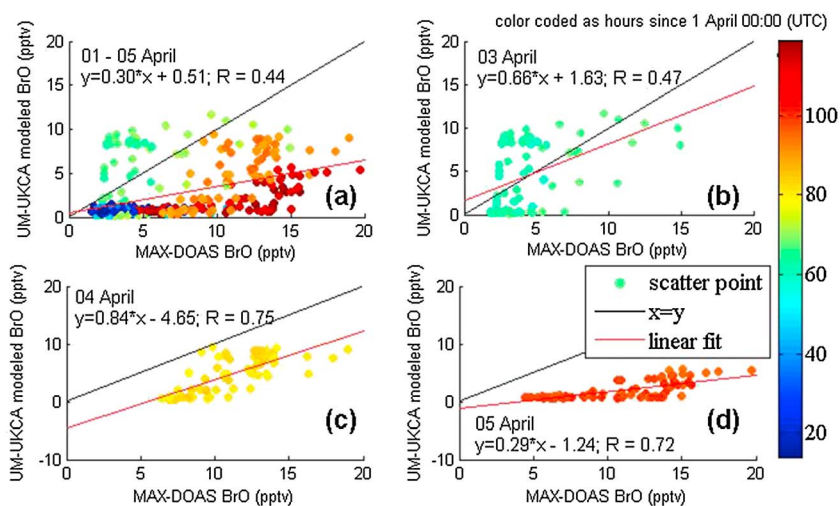 color coded as hours since 1 April 00:00 (UTC)
UM-UKCA modeled BrO (pptv)
20
15
10
5
0
01 - 05 April
y=0.30*x + 0.51; R = 0.44
(a)
0 5 10 15 20
MAX-DOAS BrO (pptv)
UM-UKCA modeled BrO (pptv)
20
15
10
5
0
03 April
y=0.66*x + 1.63; R = 0.47
(b)
0 5 10 15 20
MAX-DOAS BrO (pptv)
UM-UKCA modeled BrO (pptv)
20
10
0
-10
04 April
y=0.84*x - 4.65; R = 0.75
(c)
0 5 10 15 20
MAX-DOAS BrO (pptv)
UM-UKCA modeled BrO (pptv)
20
10
0
-10
scatter point
x=y
linear fit
(d)
05 April
y=0.29*x - 1.24; R = 0.72
0 5 10 15 20
MAX-DOAS BrO (pptv)
100
80
60
40
20